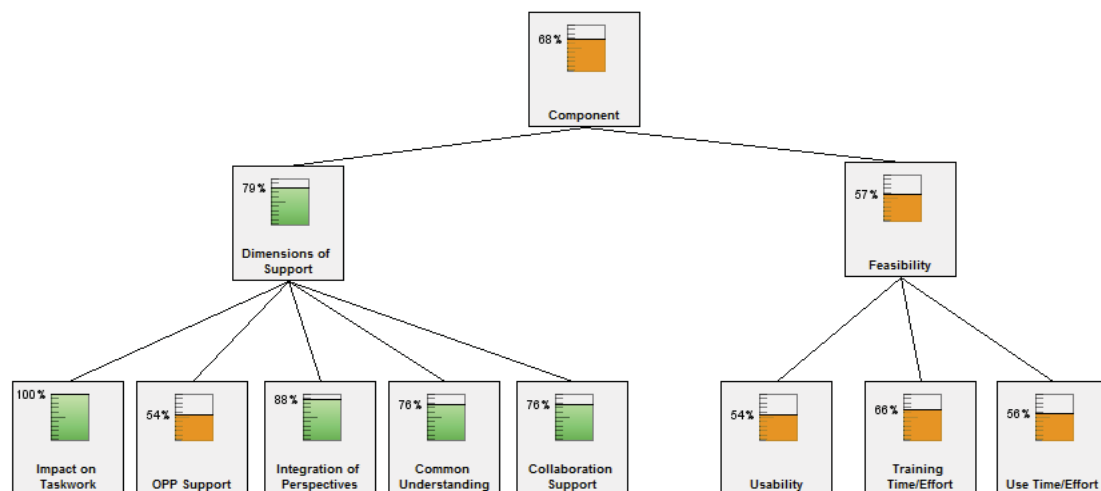 68%
Component
79%
Dimensions of
Support
57%
Feasibility
100%
Impact on
Taskwork
54%
OPP Support
88%
Integration of
Perspectives
76%
Common
Understanding
76%
Collaboration
Support
54%
Usability
66%
Training
Time/Effort
56%
Use Time/Effort